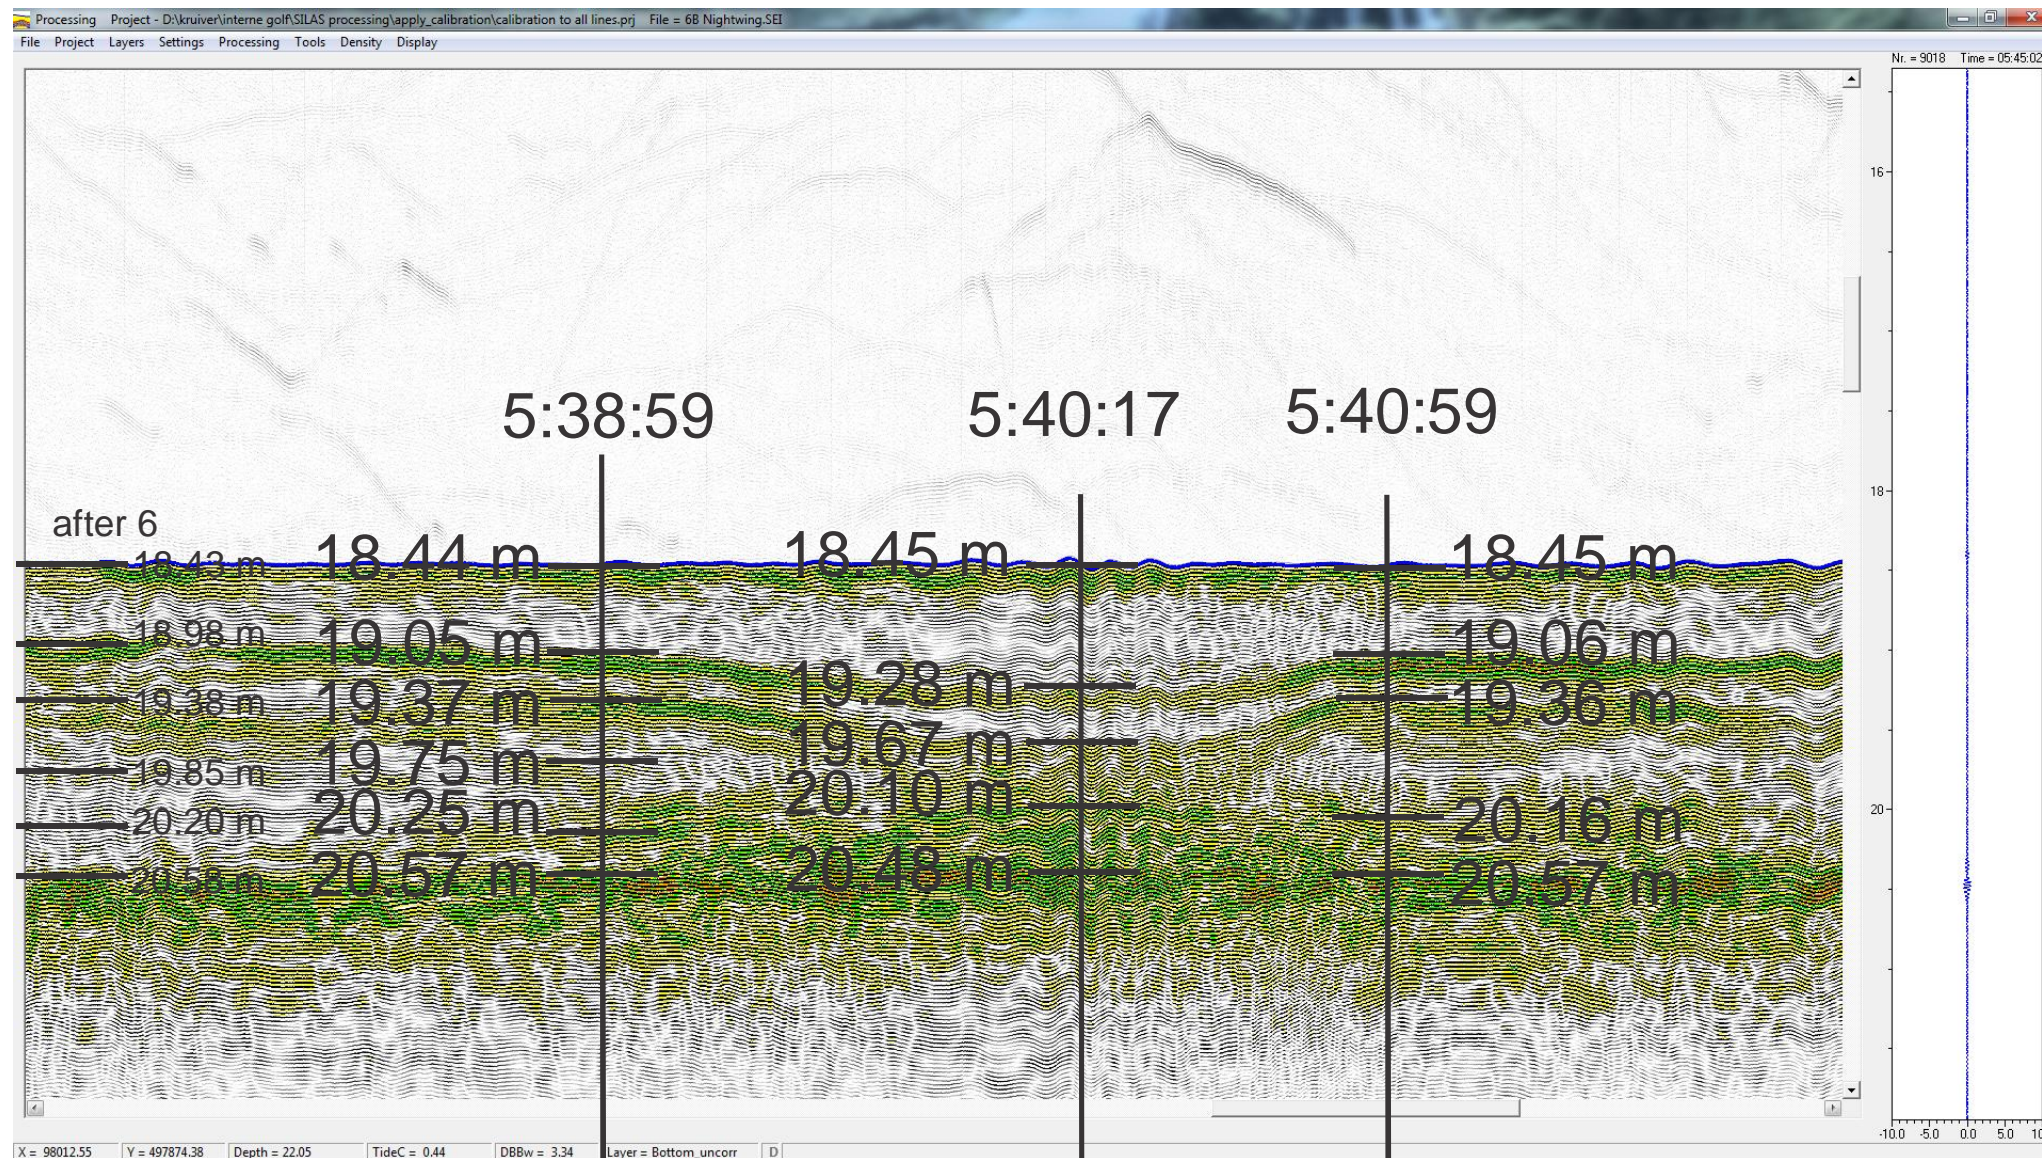 Processing Project - D:\kruiver\interne golf\SILAS processing\apply_calibration\calibration to all lines.prj File = 6B Nightwing.SEI
File Project Layers Settings Processing Tools Density Display
Nr. = 9018 Time = 05:45:02
16
5:38:59 5:40:17 5:40:59
18
after 6
18.43 m 18.44 m 18.45 m 18.45 m
18.98 m 19.05 m 19.28 m 19.06 m
19.38 m 19.37 m 19.67 m 19.36 m
19.85 m 19.75 m 20.10 m
20
20.20 m 20.25 m 20.48 m 20.16 m
20.58 m 20.57 m 20.57 m
-10.0 -5.0 0.0 5.0 10
X = 98012.55 Y = 497874.38 Depth = 22.05 TideC = 0.44 DBBw = 3.34 Layer = Bottom_uncorr D